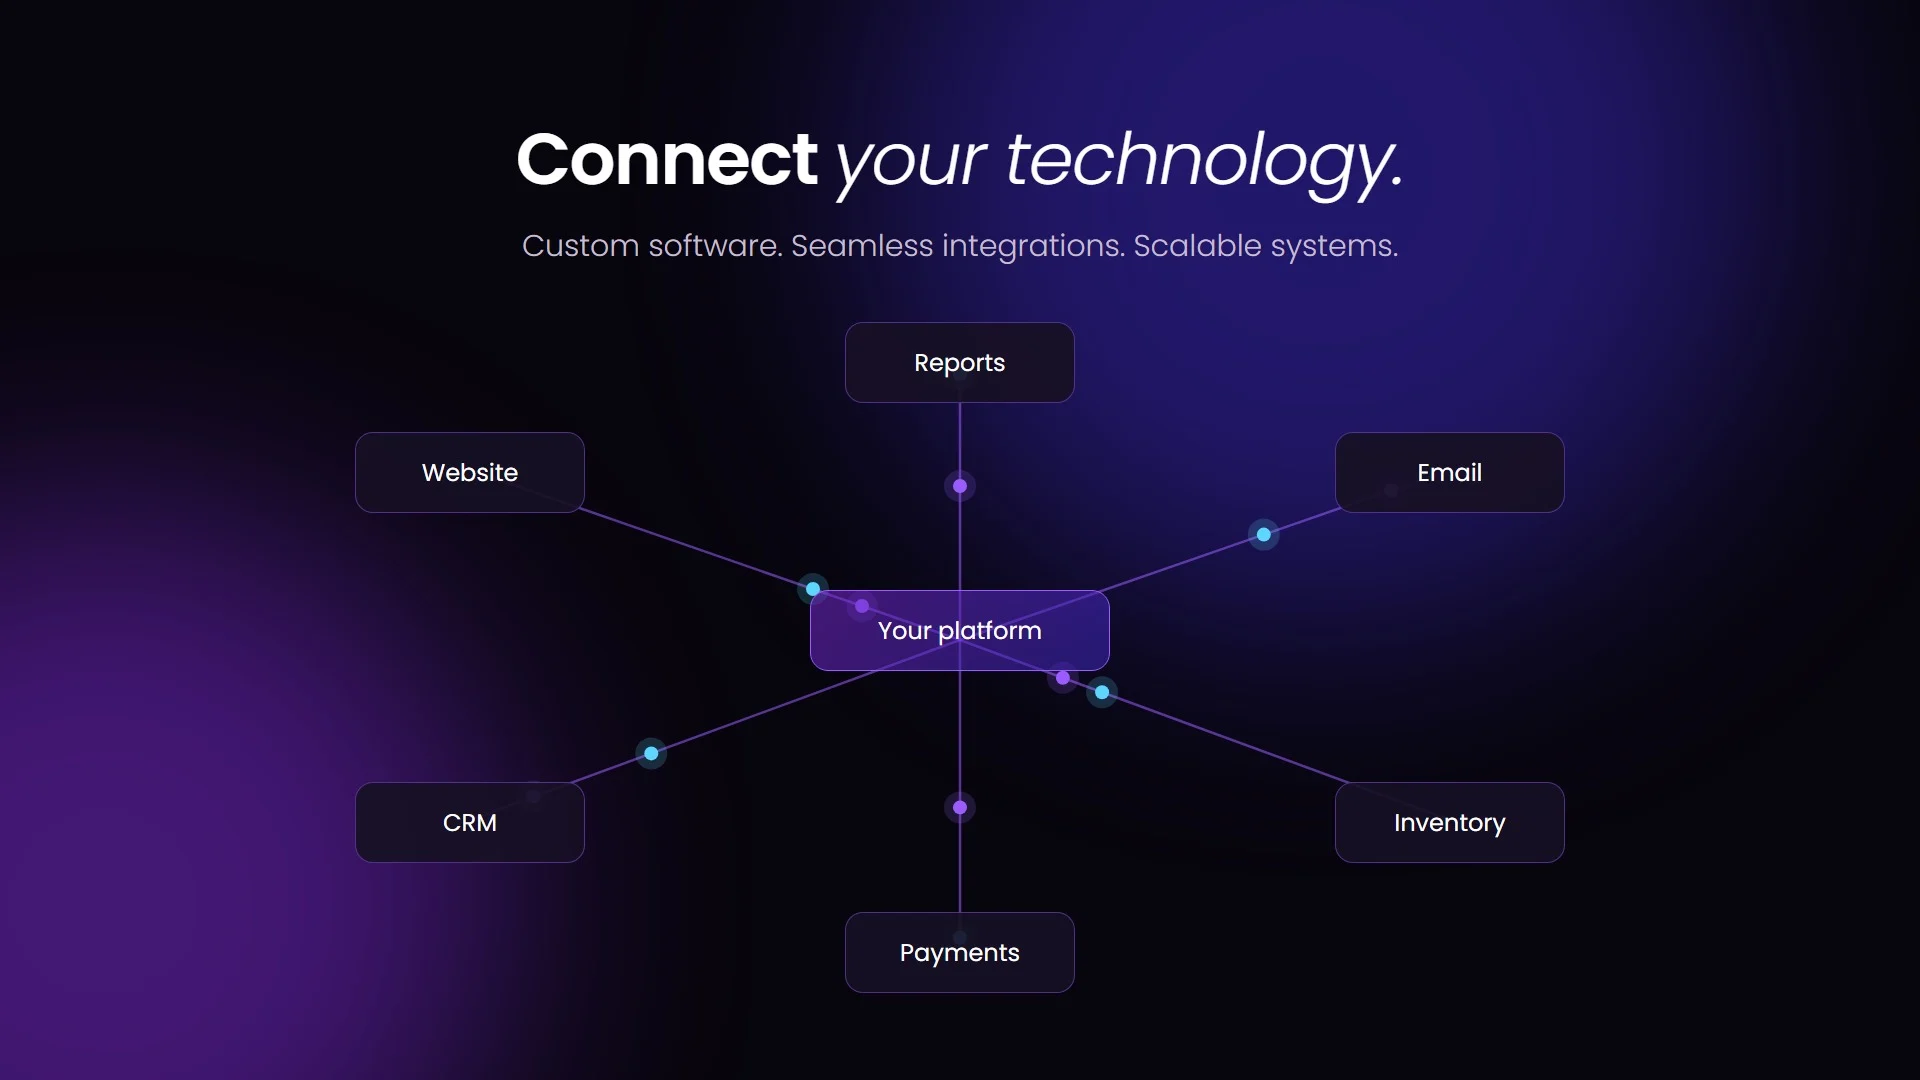 Connect your technology.
Custom software. Seamless integrations. Scalable systems.
Reports
Website
Email
Your platform
CRM
Inventory
Payments